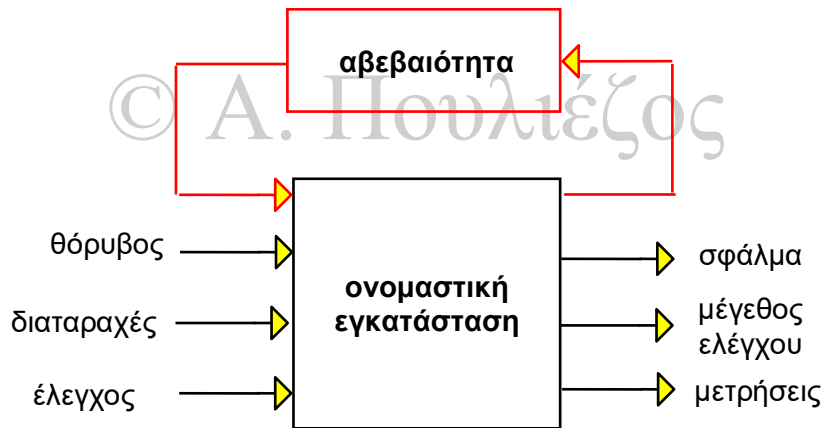 αβεβαιότητα
© Α. Πουλιέζος
θόρυβος
διαταραχές
έλεγχος
ονομαστική
εγκατάσταση
σφάλμα
μέγεθος
ελέγχου
μετρήσεις